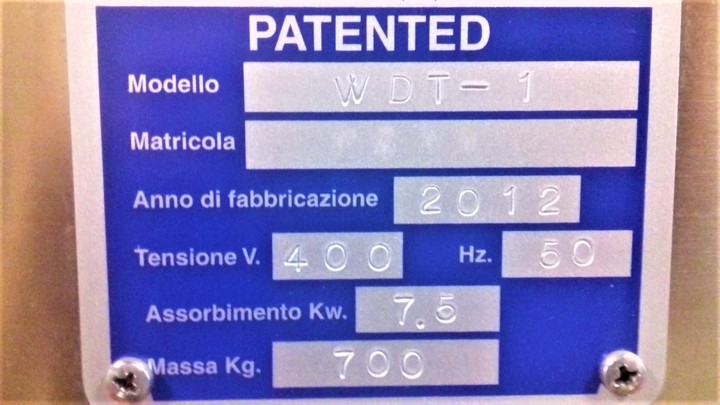 PATENTED
Modello WDT-1
Matricola
Anno di fabbricazione 2012
Tensione V. 400 Hz. 50
Assorbimento Kw. 7.5
Massa Kg. 700